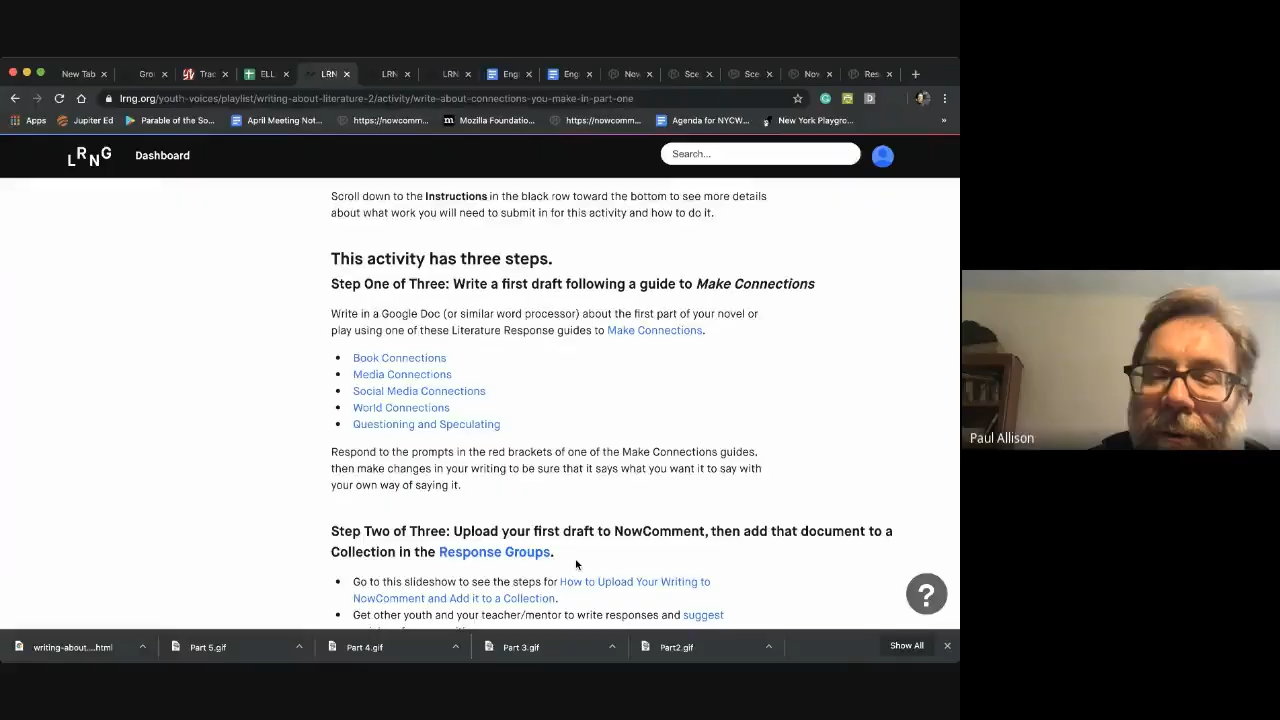 New Tab
Gro
Trac
ELL
LRN
LRN
LRN
Eng
Eng
Nov
Sce
Sce
Nov
Res
lrng.org/youth-voices/playlist/writing-about-literature-2/activity/write-about-connections-you-make-in-part-one
Apps
Jupiter Ed
Parable of the So...
April Meeting Not...
https://nowcomm...
Mozilla Foundatio...
https://nowcomm...
Agenda for NYCW...
New York Playgro...
»
LRNG
Dashboard
Search...
Scroll down to the Instructions in the black row toward the bottom to see more details
about what work you will need to submit in for this activity and how to do it.
This activity has three steps.
Step One of Three: Write a first draft following a guide to Make Connections
Write in a Google Doc (or similar word processor) about the first part of your novel or
play using one of these Literature Response guides to Make Connections.
• Book Connections
• Media Connections
• Social Media Connections
• World Connections
• Questioning and Speculating
Respond to the prompts in the red brackets of one of the Make Connections guides,
then make changes in your writing to be sure that it says what you want it to say with
your own way of saying it.
Step Two of Three: Upload your first draft to NowComment, then add that document to a
Collection in the Response Groups.
• Go to this slideshow to see the steps for How to Upload Your Writing to
NowComment and Add it to a Collection.
• Get other youth and your teacher/mentor to write responses and suggest
?
writing-about....html
Part 5.gif
Part 4.gif
Part 3.gif
Part2.gif
Show All
Paul Allison